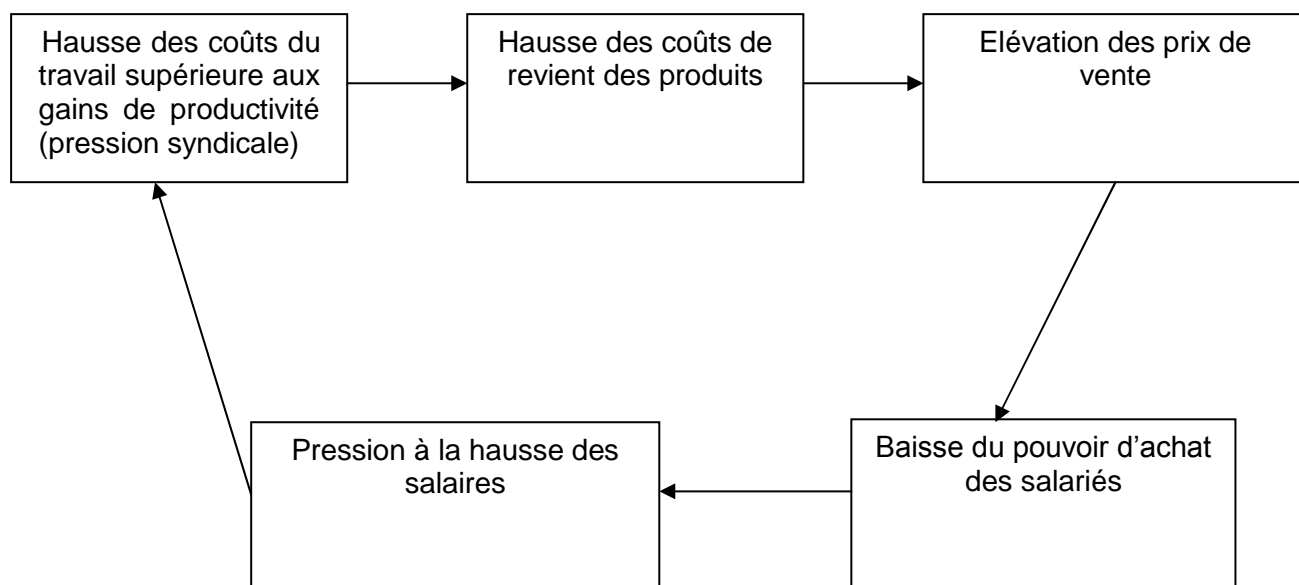 Hausse des coûts du
travail supérieure aux
gains de productivité
(pression syndicale)
Hausse des coûts de
revient des produits
Elévation des prix de
vente
Pression à la hausse des
salaires
Baisse du pouvoir d’achat
des salariés